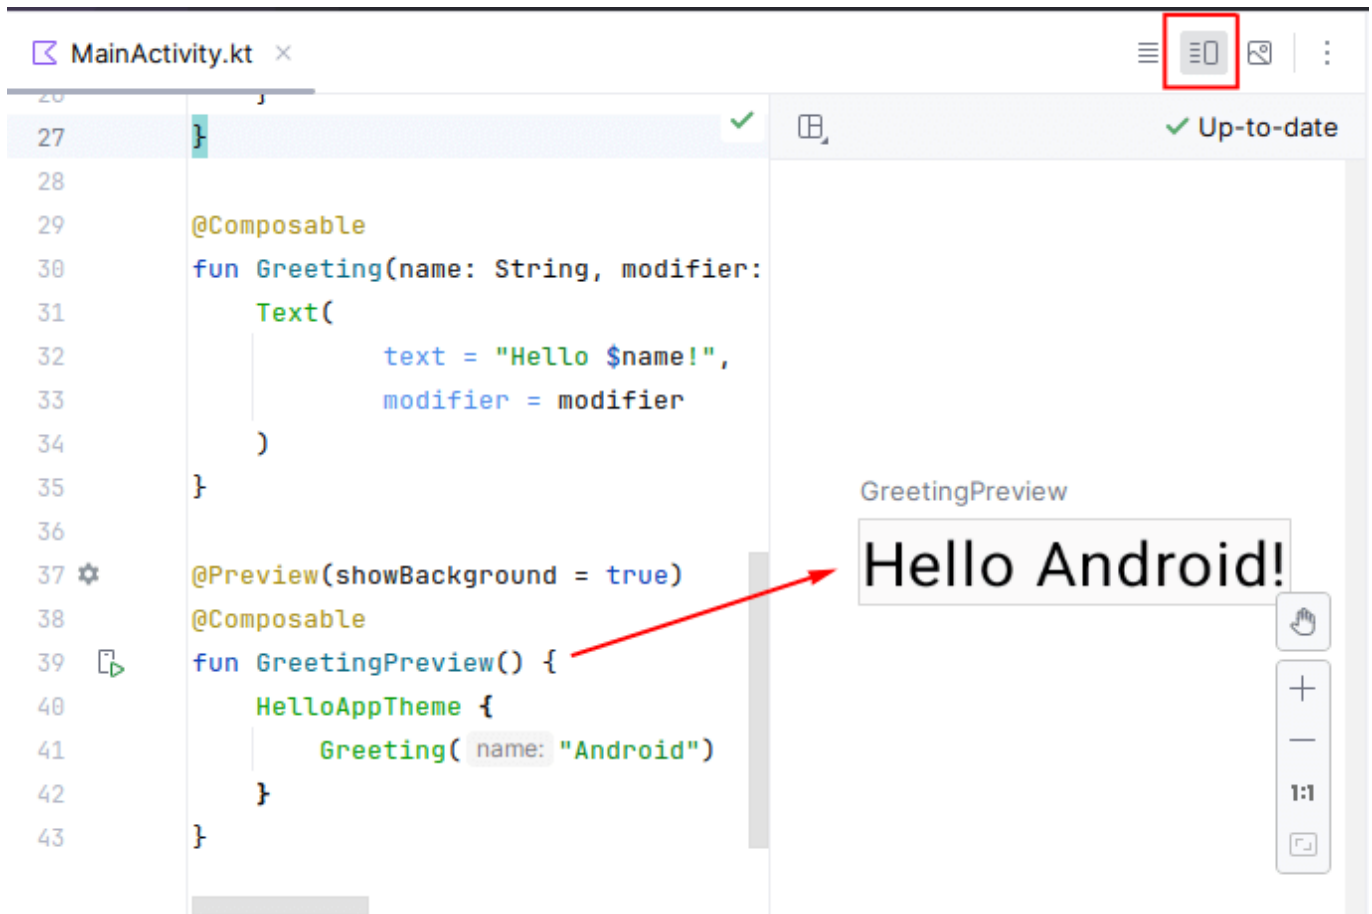 MainActivity.kt
Up-to-date
26 }
27 }
28
29 @Composable
30 fun Greeting(name: String, modifier:
31 Text(
32 text = "Hello $name!",
33 modifier = modifier
34 )
35 }
36
37 @Preview(showBackground = true)
38 @Composable
39 fun GreetingPreview() {
40 HelloAppTheme {
41 Greeting( name: "Android")
42 }
43 }
GreetingPreview
Hello Android!
1:1